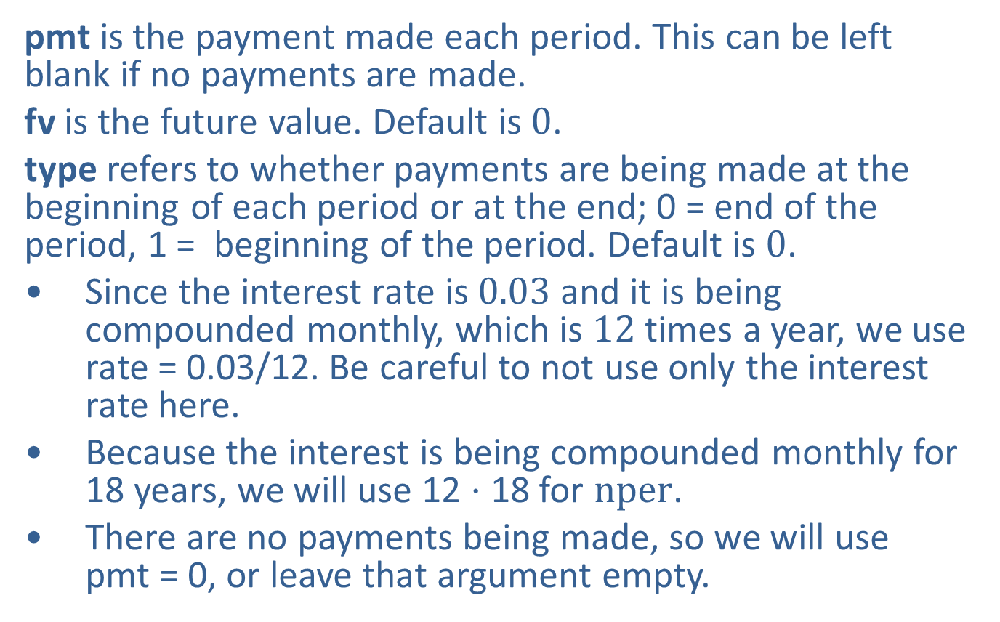 pmt is the payment made each period. This can be left
blank if no payments are made.
fv is the future value. Default is 0.
type refers to whether payments are being made at the
beginning of each period or at the end; 0 = end of the
period, 1 =  beginning of the period. Default is 0.
• Since the interest rate is 0.03 and it is being
compounded monthly, which is 12 times a year, we use
rate = 0.03/12. Be careful to not use only the interest
rate here.
• Because the interest is being compounded monthly for
18 years, we will use 12 · 18 for nper.
• There are no payments being made, so we will use
pmt = 0, or leave that argument empty.